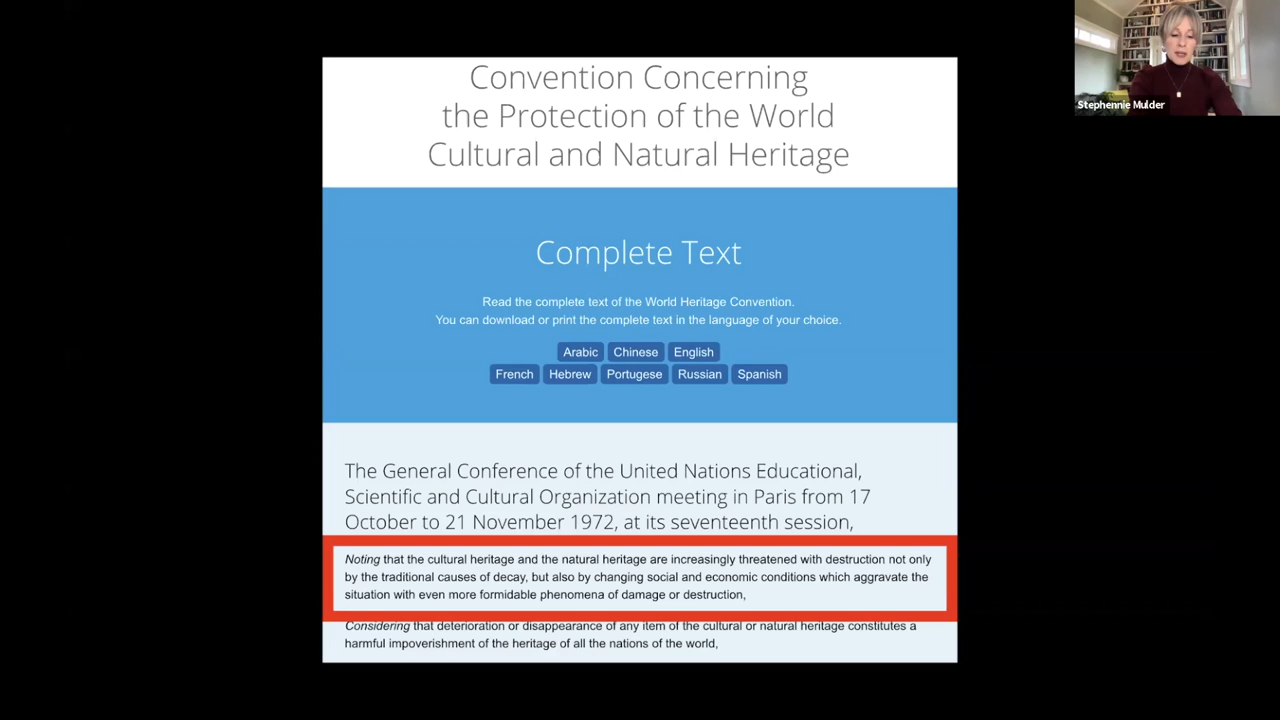 Convention Concerning
the Protection of the World
Cultural and Natural Heritage
Complete Text
Read the complete text of the World Heritage Convention.
You can download or print the complete text in the language of your choice.
Arabic Chinese English
French Hebrew Portugese Russian Spanish
The General Conference of the United Nations Educational,
Scientific and Cultural Organization meeting in Paris from 17
October to 21 November 1972, at its seventeenth session,
Noting that the cultural heritage and the natural heritage are increasingly threatened with destruction not only
by the traditional causes of decay, but also by changing social and economic conditions which aggravate the
situation with even more formidable phenomena of damage or destruction,
Considering that deterioration or disappearance of any item of the cultural or natural heritage constitutes a
harmful impoverishment of the heritage of all the nations of the world,
Stephennie Mulder